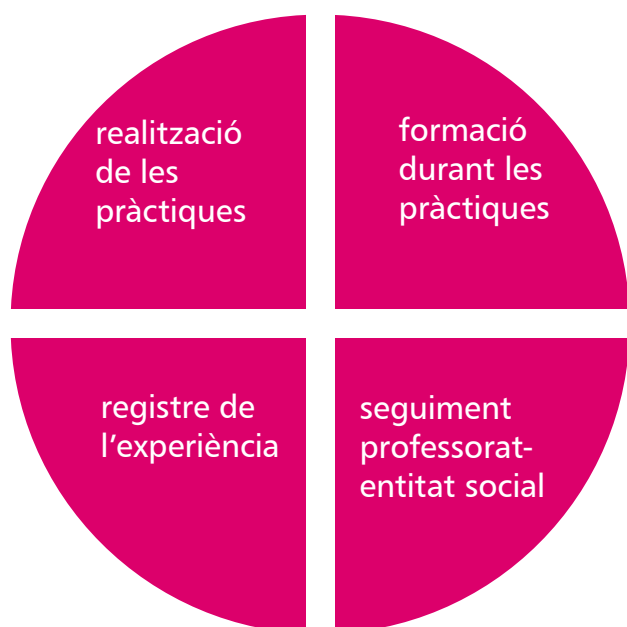 realització
de les
pràctiques
formació
durant les
pràctiques
registre de
l’experiència
seguiment
professorat-
entitat social